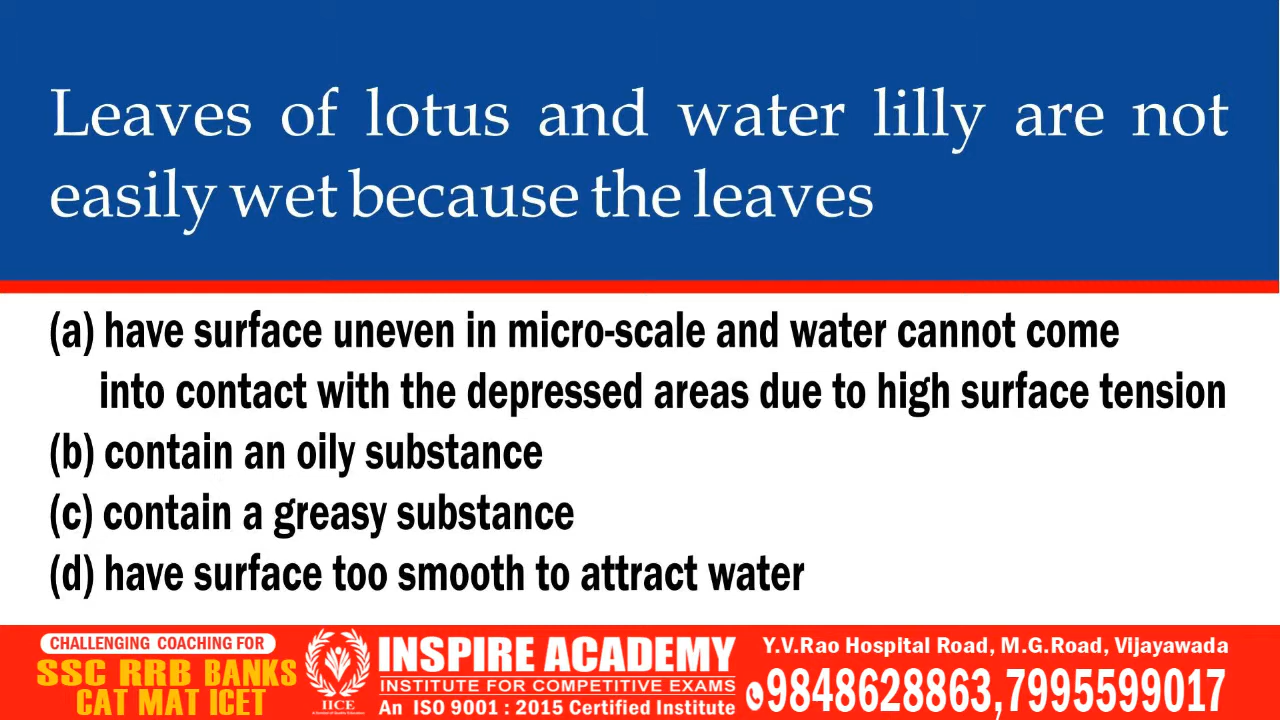 Leaves of lotus and water lilly are not
easily wet because the leaves
(a) have surface uneven in micro-scale and water cannot come
into contact with the depressed areas due to high surface tension
(b) contain an oily substance
(c) contain a greasy substance
(d) have surface too smooth to attract water
CHALLENGING COACHING FOR
SSC RRB BANKS
CAT MAT ICET
IICE
INSPIRE ACADEMY
INSTITUTE FOR COMPETITIVE EXAMS
An ISO 9001 : 2015 Certified Institute
Y.V.Rao Hospital Road, M.G.Road, Vijayawada
9848628863,7995599017